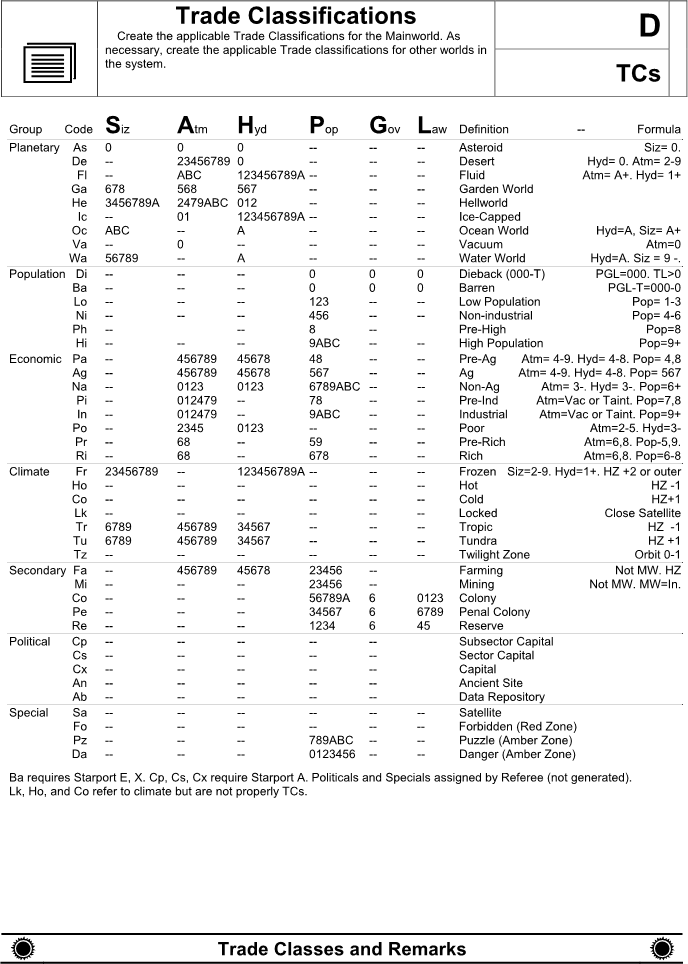 Trade Classifications
Create the applicable Trade Classifications for the Mainworld. As
necessary, create the applicable Trade classifications for other worlds in
the system.
D
TCs
Group Code Siz Atm Hyd Pop Gov Law Definition -- Formula
Planetary As 0 0 0 -- -- -- Asteroid Siz= 0.
De -- 23456789 0 -- -- -- Desert Hyd= 0. Atm= 2-9
Fl -- ABC 123456789A -- -- -- Fluid Atm= A+. Hyd= 1+
Ga 678 568 567 -- -- -- Garden World
He 3456789A 2479ABC 012 -- -- -- Hellworld
Ic -- 01 123456789A -- -- -- Ice-Capped
Oc ABC -- A -- -- -- Ocean World Hyd=A, Siz= A+
Va -- 0 -- -- -- -- Vacuum Atm=0
Wa 56789 -- A -- -- -- Water World Hyd=A. Siz = 9 -.
Population Di -- -- -- 0 0 0 Dieback (000-T) PGL=000. TL>0
Ba -- -- -- 0 0 0 Barren PGL-T=000-0
Lo -- -- -- 123 -- -- Low Population Pop= 1-3
Ni -- -- -- 456 -- -- Non-industrial Pop= 4-6
Ph -- -- -- 8 -- -- Pre-High Pop=8
Hi -- -- -- 9ABC -- -- High Population Pop=9+
Economic Pa -- 456789 45678 48 -- -- Pre-Ag Atm= 4-9. Hyd= 4-8. Pop= 4,8
Ag -- 456789 45678 567 -- -- Ag Atm= 4-9. Hyd= 4-8. Pop= 567
Na -- 0123 0123 6789ABC -- -- Non-Ag Atm= 3-. Hyd= 3-. Pop=6+
Pi -- 012479 -- 78 -- -- Pre-Ind Atm=Vac or Taint. Pop=7,8
In -- 012479 -- 9ABC -- -- Industrial Atm=Vac or Taint. Pop=9+
Po -- 2345 0123 -- -- -- Poor Atm=2-5. Hyd=3-
Pr -- 68 -- 59 -- -- Pre-Rich Atm=6,8. Pop-5,9.
Ri -- 68 -- 678 -- -- Rich Atm=6,8. Pop=6-8
Climate Fr 23456789 -- 123456789A -- -- -- Frozen Siz=2-9. Hyd=1+. HZ +2 or outer
Ho -- -- -- -- -- -- Hot HZ -1
Co -- -- -- -- -- -- Cold HZ+1
Lk -- -- -- -- -- -- Locked Close Satellite
Tr 6789 456789 34567 -- -- -- Tropic HZ -1
Tu 6789 456789 34567 -- -- -- Tundra HZ +1
Tz -- -- -- -- -- -- Twilight Zone Orbit 0-1
Secondary Fa -- 456789 45678 23456 -- -- Farming Not MW. HZ
Mi -- -- -- 23456 -- -- Mining Not MW. MW=In.
Co -- -- -- 56789A 6 0123 Colony
Pe -- -- -- 34567 6 6789 Penal Colony
Re -- -- -- 1234 6 45 Reserve
Political Cp -- -- -- -- -- -- Subsector Capital
Cs -- -- -- -- -- -- Sector Capital
Cx -- -- -- -- -- -- Capital
An -- -- -- -- -- -- Ancient Site
Ab -- -- -- -- -- -- Data Repository
Special Sa -- -- -- -- -- -- Satellite
Fo -- -- -- -- -- -- Forbidden (Red Zone)
Pz -- -- -- 789ABC -- -- Puzzle (Amber Zone)
Da -- -- -- 0123456 -- -- Danger (Amber Zone)
Ba requires Starport E, X. Cp, Cs, Cx require Starport A. Politicals and Specials assigned by Referee (not generated).
Lk, Ho, and Co refer to climate but are not properly TCs.
Trade Classes and Remarks